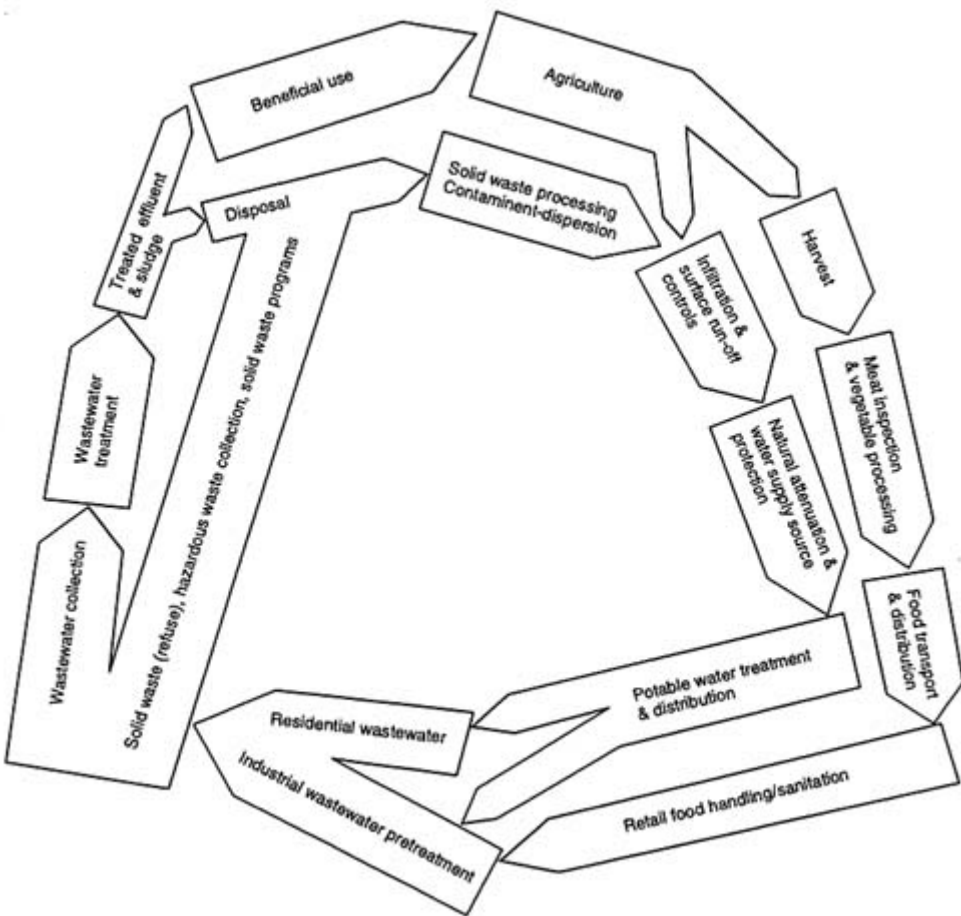 Beneficial use
Agriculture
Treated effluent
& sludge
Disposal
Solid waste processing
Contaminent-dispersion
Harvest
Infiltration &
surface run-off
controls
Wastewater
treatment
Meat inspection
& vegetable processing
Natural attenuation &
water supply source
protection
Wastewater collection
Solid waste (refuse), hazardous waste collection, solid waste programs
Food transport
& distribution
Potable water treatment
& distribution
Residential wastewater
Industrial wastewater pretreatment
Retail food handling/sanitation